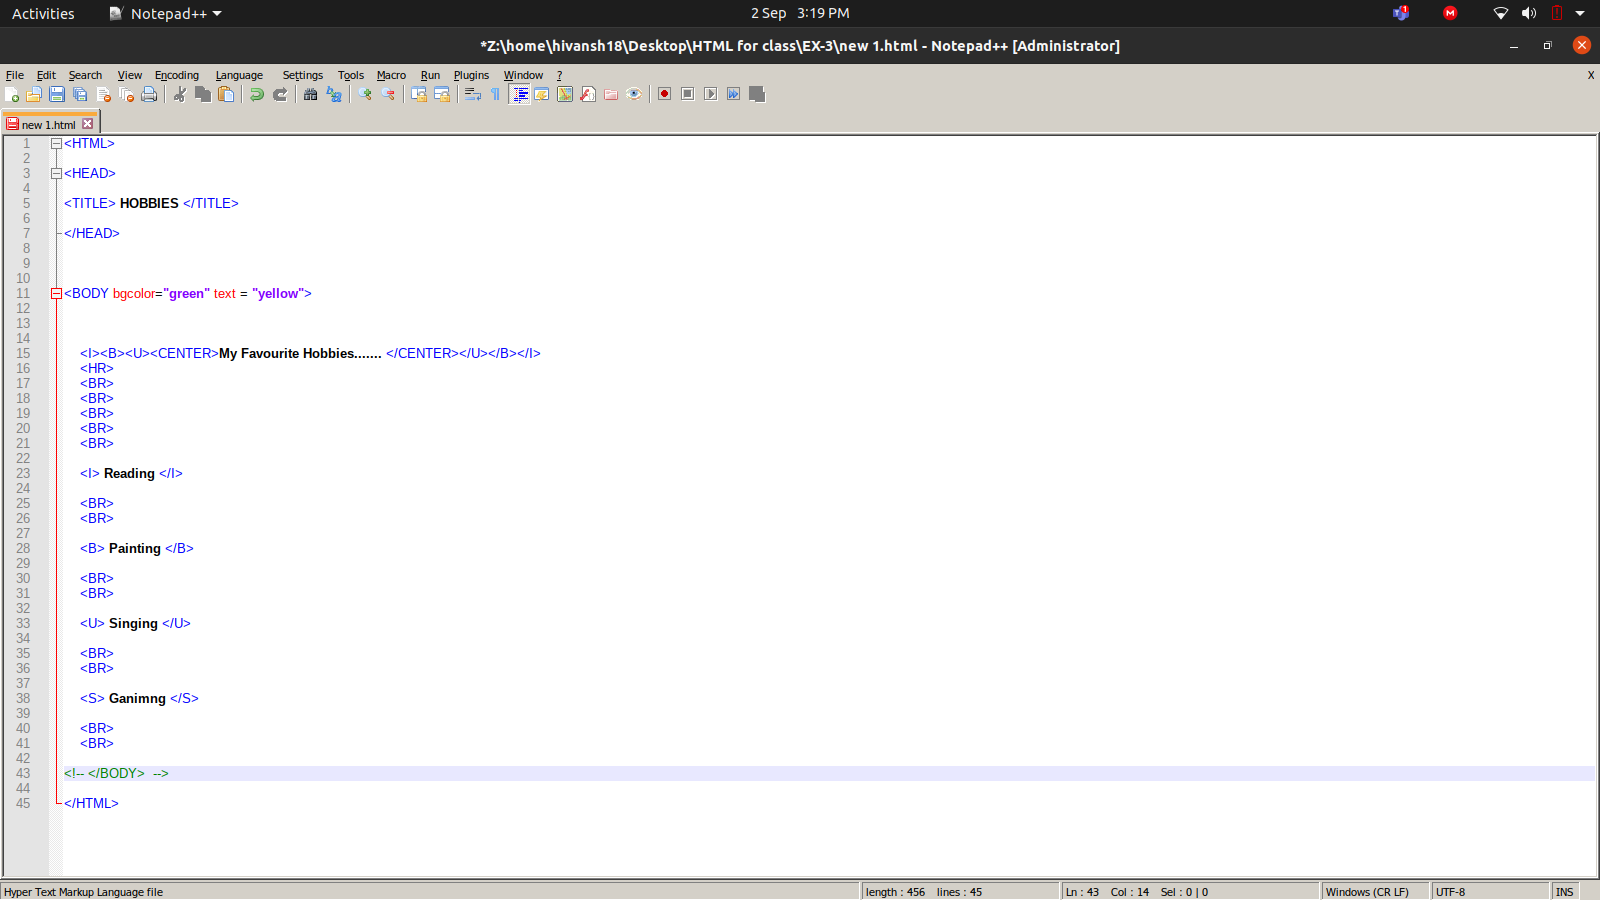 Activities Notepad++ 2 Sep 3:19 PM 1 M
*Z:\home\hivansh18\Desktop\HTML for class\EX-3\new 1.html - Notepad++ [Administrator]
File Edit Search View Encoding Language Settings Tools Macro Run Plugins Window ? X
new 1.html
1 <HTML>
2
3 <HEAD>
4
5 <TITLE> HOBBIES </TITLE>
6
7 </HEAD>
8
9
10
11 <BODY bgcolor="green" text = "yellow">
12
13
14
15 <I><B><U><CENTER>My Favourite Hobbies....... </CENTER></U></B></I>
16 <HR>
17 <BR>
18 <BR>
19 <BR>
20 <BR>
21 <BR>
22
23 <I> Reading </I>
24
25 <BR>
26 <BR>
27
28 <B> Painting </B>
29
30 <BR>
31 <BR>
32
33 <U> Singing </U>
34
35 <BR>
36 <BR>
37
38 <S> Ganimng </S>
39
40 <BR>
41 <BR>
42
43 <!-- </BODY>  -->
44
45 </HTML>
Hyper Text Markup Language file length : 456 lines : 45 Ln : 43 Col : 14 Sel : 0 | 0 Windows (CR LF) UTF-8 INS